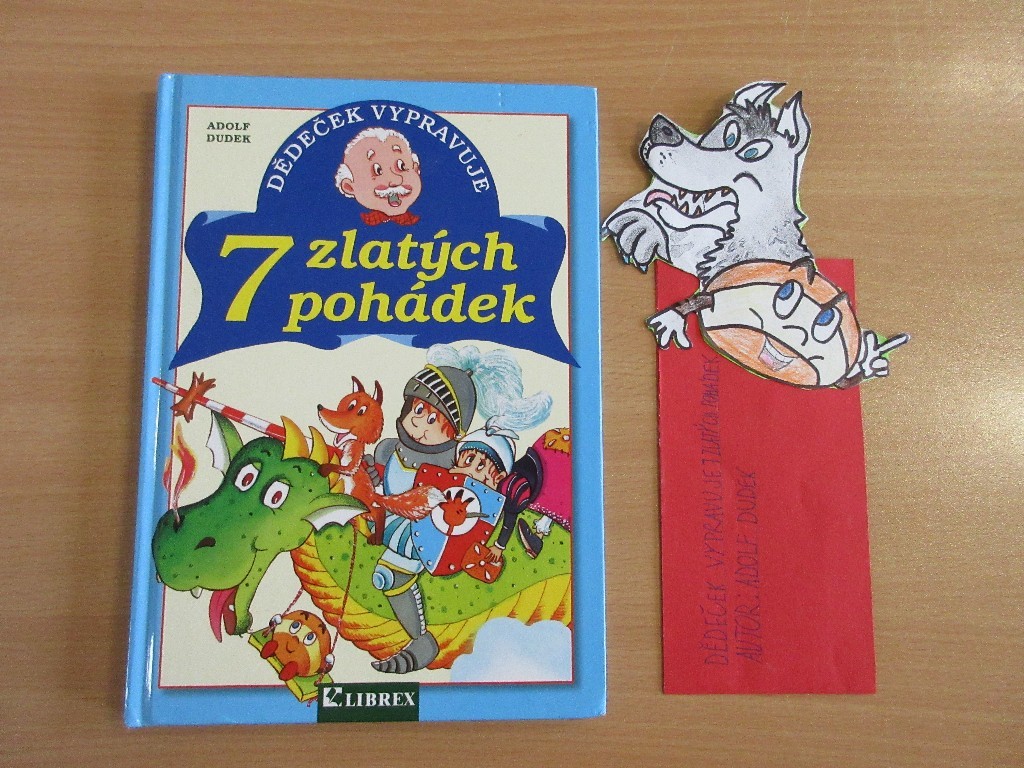 ADOLF
DUDEK
DĚDEČEK VYPRAVUJE
7 zlatých
pohádek
LIBREX
DĚDEČEK VYPRAVUJE 7 ZLATÝCH POHÁDEK
AUTOR: ADOLF DUDEK